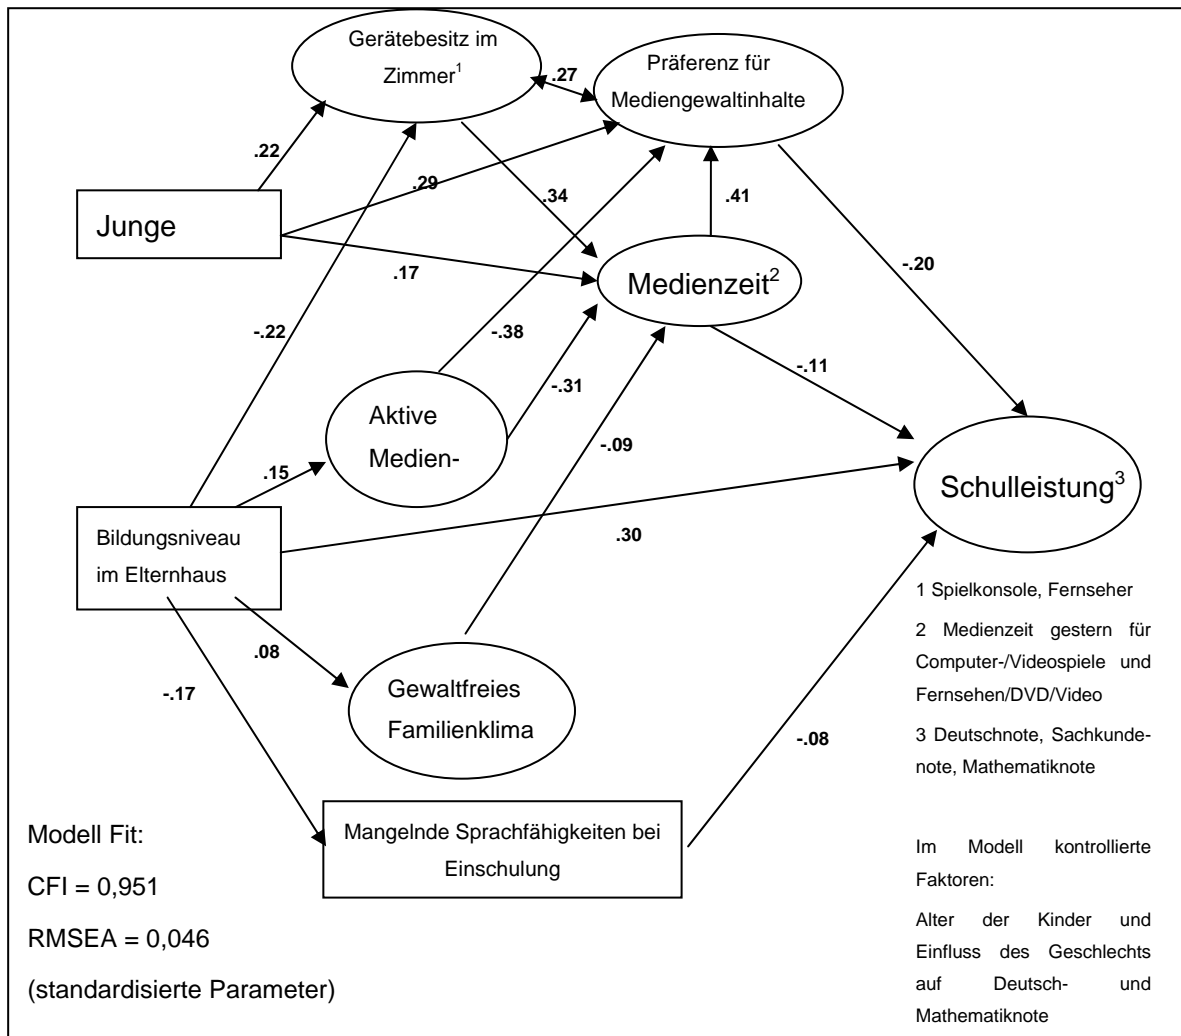 Gerätebesitz im
Zimmer1
Präferenz für
Mediengewaltinhalte
.27
.22
.29
.34
.41
Junge
.17
Medienzeit2
-.20
-.22
-.38
-.11
-.31
Aktive
Medien-
-.09
.15
Schulleistung3
Bildungsniveau
im Elternhaus
.30
.08
-.17
Gewaltfreies
Familienklima
-.08
Mangelnde Sprachfähigkeiten bei
Einschulung
1 Spielkonsole, Fernseher
2 Medienzeit gestern für
Computer-/Videospiele und
Fernsehen/DVD/Video
3 Deutschnote, Sachkunde-
note, Mathematiknote
Im Modell kontrollierte
Faktoren:
Alter der Kinder und
Einfluss des Geschlechts
auf Deutsch- und
Mathematiknote
Modell Fit:
CFI = 0,951
RMSEA = 0,046
(standardisierte Parameter)